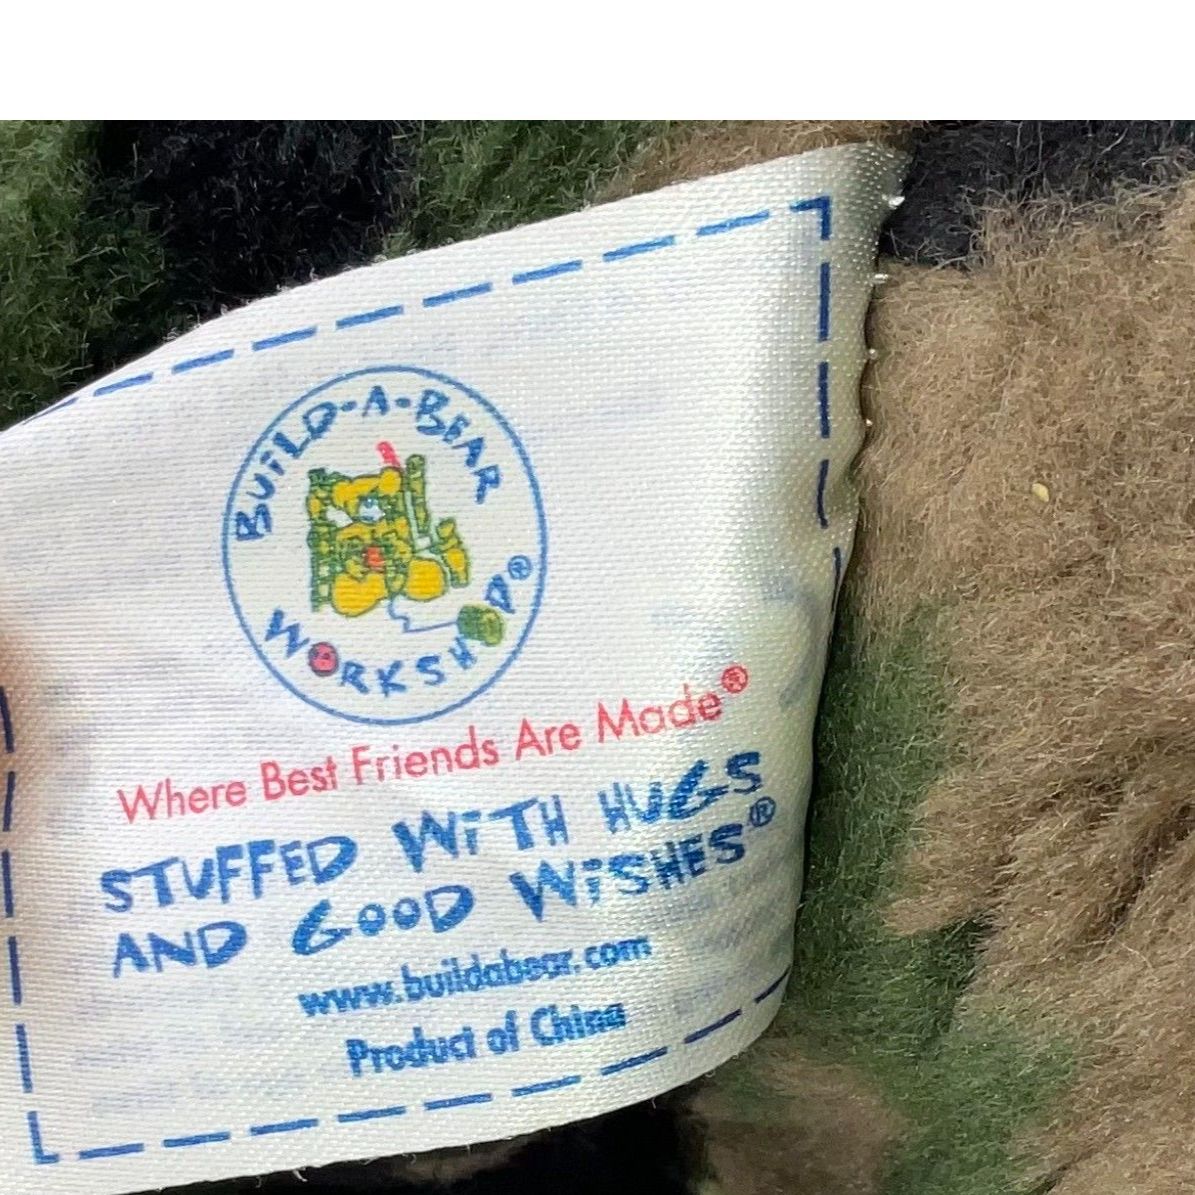 BUiLD-A-BEAR
WORKSHOP®
Where Best Friends Are Made®
STUFFED WiTH HUGS
AND GOOD WiSHES®
www.buildabear.com
Product of China